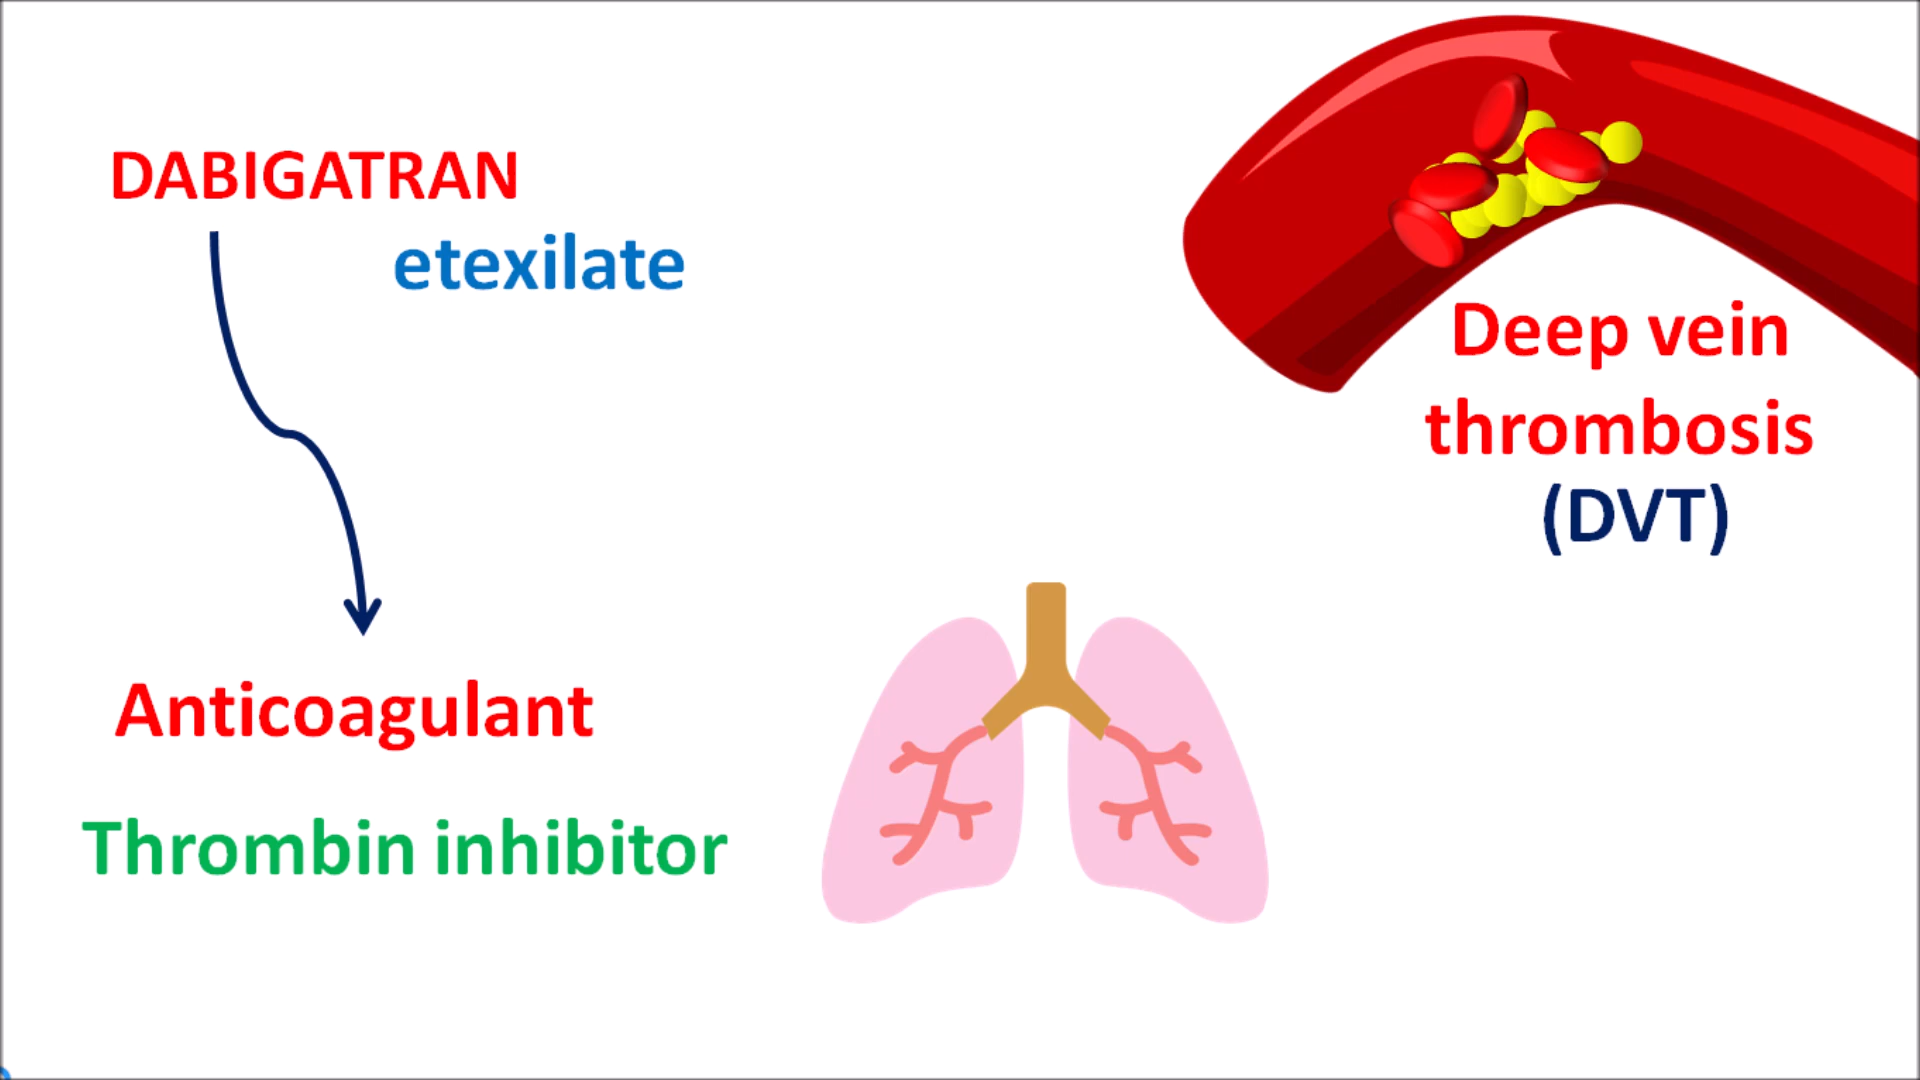 DABIGATRAN
etexilate
Anticoagulant
Thrombin inhibitor
Deep vein
thrombosis
(DVT)